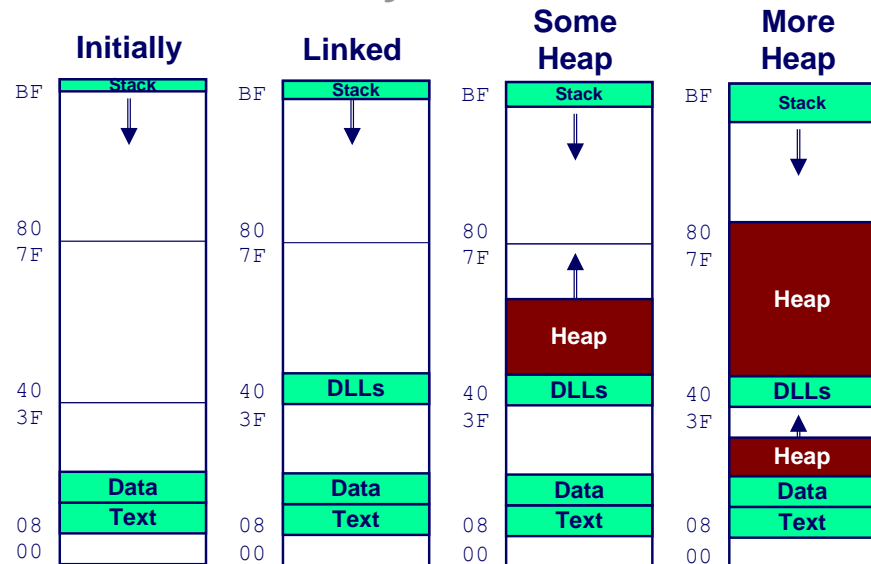 Initially
BF
Stack
80
7F
40
3F
Data
Text
08
00
Linked
BF
Stack
80
7F
DLLs
40
3F
Data
Text
08
00
Some
Heap
BF
Stack
80
7F
Heap
DLLs
40
3F
Data
Text
08
00
More
Heap
BF
Stack
80
7F
Heap
DLLs
40
3F
Heap
Data
Text
08
00